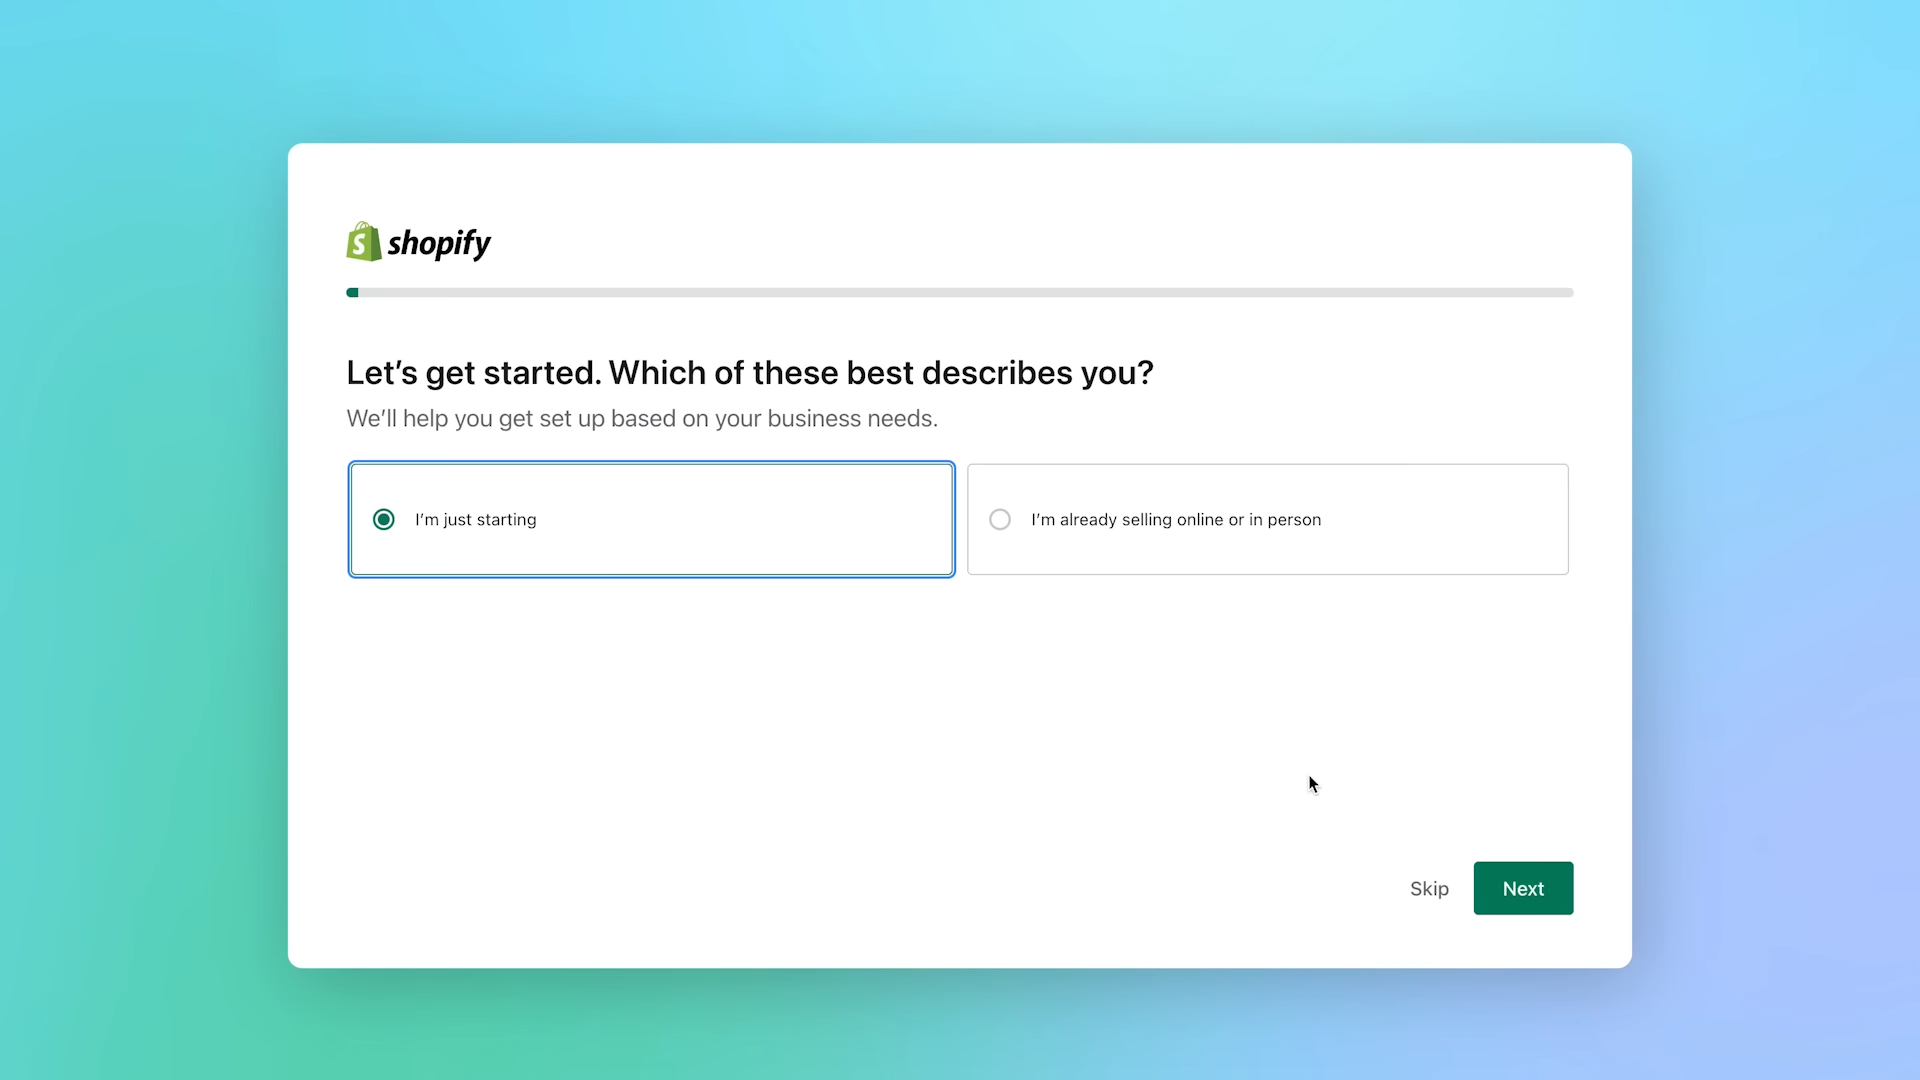 shopify
Let’s get started. Which of these best describes you?
We’ll help you get set up based on your business needs.
I’m just starting
I’m already selling online or in person
Skip
Next